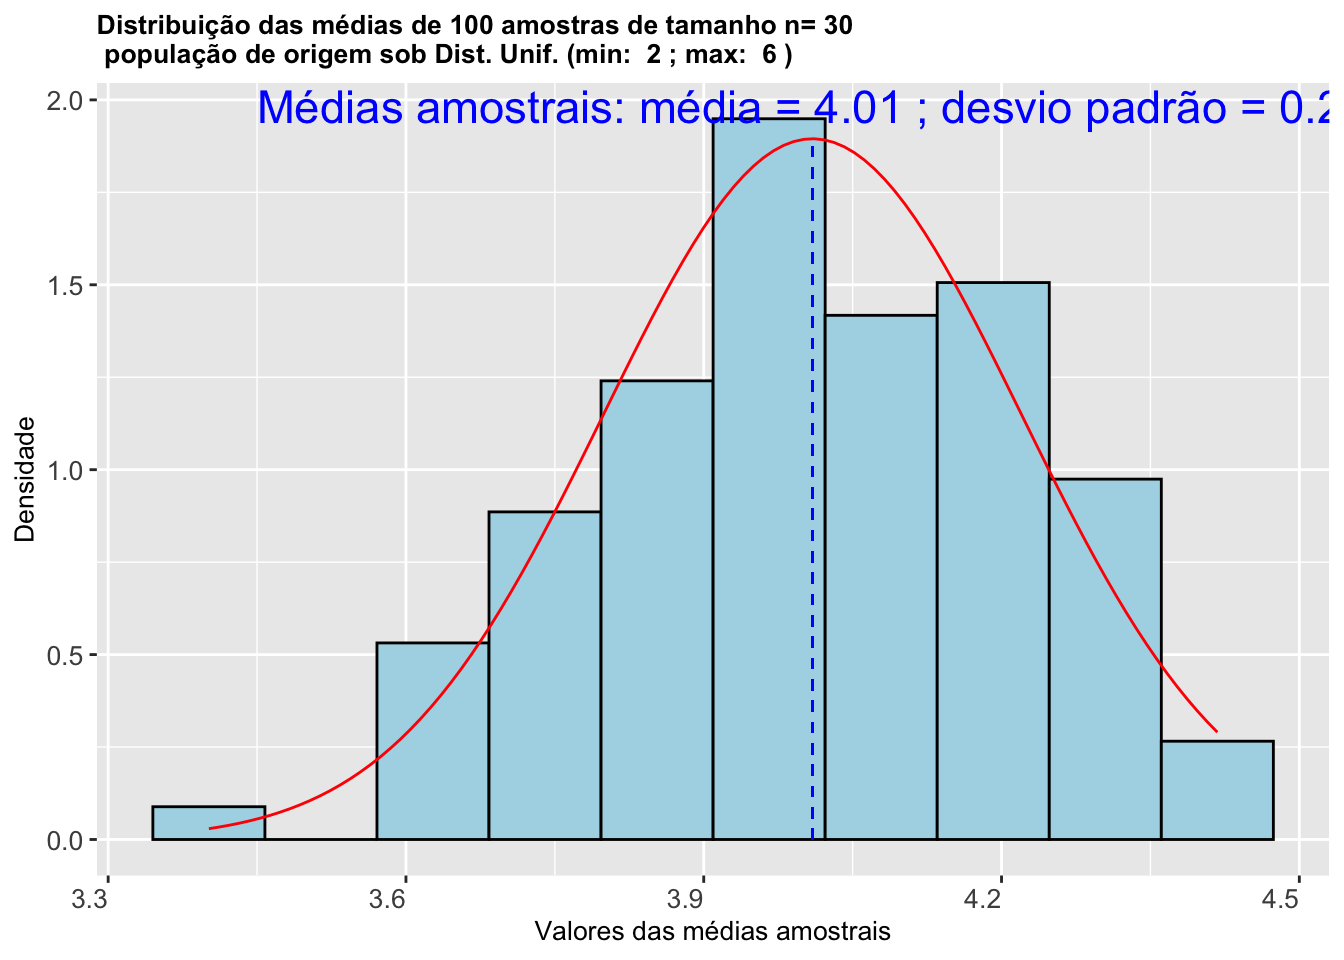 Distribuição das médias de 100 amostras de tamanho n= 30
população de origem sob Dist. Unif. (min:  2 ; max:  6 )
Médias amostrais: média = 4.01 ; desvio padrão = 0.2
2.0
1.5
1.0
0.5
0.0
Densidade
3.3 3.6 3.9 4.2 4.5
Valores das médias amostrais